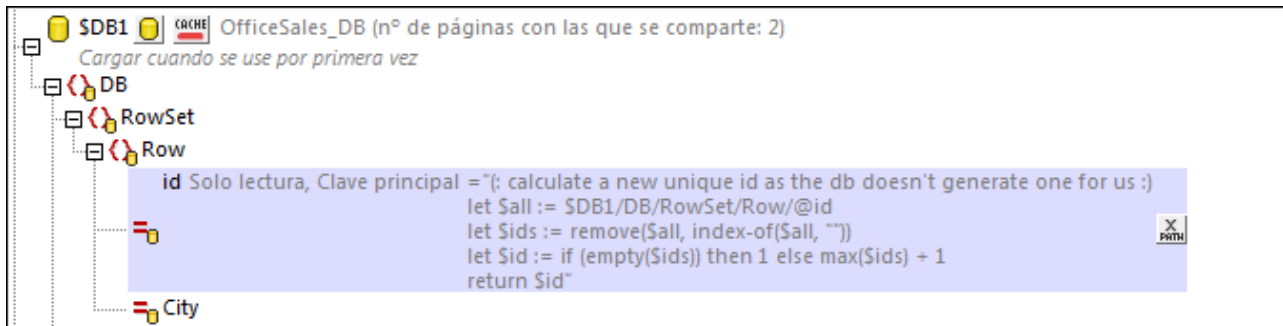 $DB1 CACHE OfficeSales_DB (nº de páginas con las que se comparte: 2)
Cargar cuando se use por primera vez
DB
RowSet
Row
id Solo lectura, Clave principal ="(: calculate a new unique id as the db doesn't generate one for us :)
let $all := $DB1/DB/RowSet/Row/@id
let $ids := remove($all, index-of($all, ""))
let $id := if (empty($ids)) then 1 else max($ids) + 1
return $id"
X
PATH
City